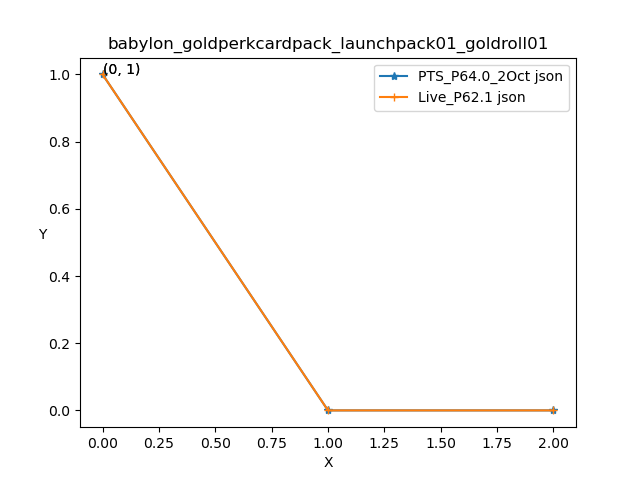 babylon_goldperkcardpack_launchpack01_goldroll01
(0, 1)
PTS_P64.0_2Oct json
Live_P62.1 json
1.0
0.8
0.6
0.4
0.2
0.0
Y
0.00 0.25 0.50 0.75 1.00 1.25 1.50 1.75 2.00
X